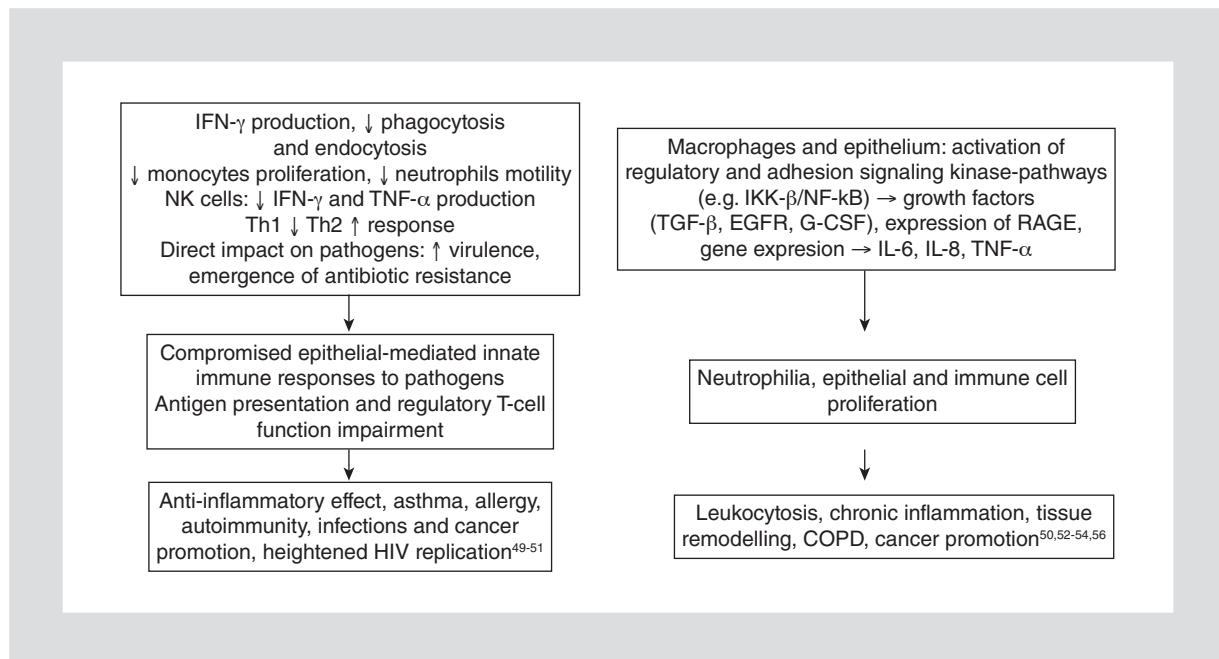 IFN-γ production, ↓ phagocytosis
and endocytosis
↓ monocytes proliferation, ↓ neutrophils motility
NK cells: ↓ IFN-γ and TNF-α production
Th1 ↓ Th2 ↑ response
Direct impact on pathogens: ↑ virulence,
emergence of antibiotic resistance
Compromised epithelial-mediated innate
immune responses to pathogens
Antigen presentation and regulatory T-cell
function impairment
Anti-inflammatory effect, asthma, allergy,
autoimmunity, infections and cancer
promotion, heightened HIV replication49-51
Macrophages and epithelium: activation of
regulatory and adhesion signaling kinase-pathways
(e.g. IKK-β/NF-kB) → growth factors
(TGF-β, EGFR, G-CSF), expression of RAGE,
gene expresion → IL-6, IL-8, TNF-α
Neutrophilia, epithelial and immune cell
proliferation
Leukocytosis, chronic inflammation, tissue
remodelling, COPD, cancer promotion50,52-54,56